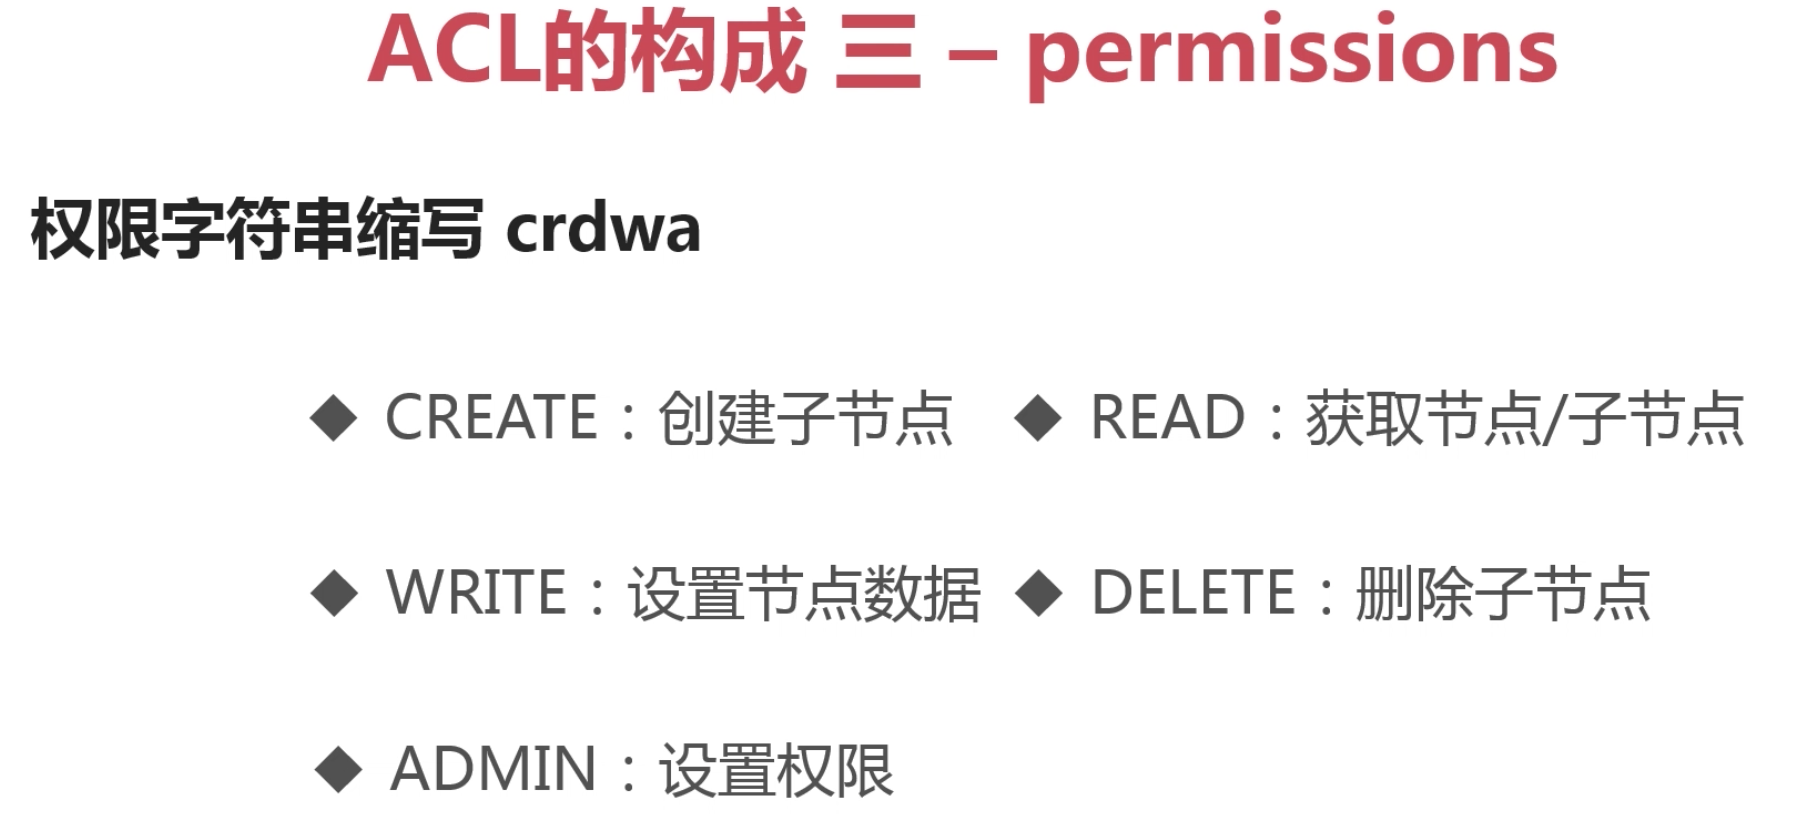 ACL的构成 三 – permissions
权限字符串缩写 crdwa
◆ CREATE：创建子节点 ◆ READ：获取节点/子节点
◆ WRITE：设置节点数据 ◆ DELETE：删除子节点
◆ ADMIN：设置权限